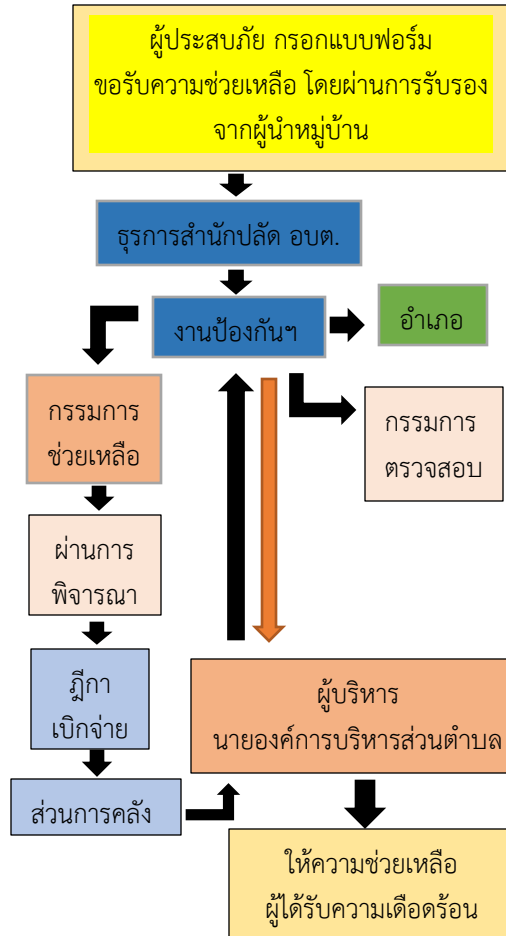 ผู้ประสบภัย กรอกแบบฟอร์ม
ขอรับความช่วยเหลือ โดยผ่านการรับรอง
จากผู้นำหมู่บ้าน
ธุรการสำนักปลัด อบต.
งานป้องกันฯ
อำเภอ
กรรมการ
ช่วยเหลือ
กรรมการ
ตรวจสอบ
ผ่านการ
พิจารณา
ฎีกา
เบิกจ่าย
ส่วนการคลัง
ผู้บริหาร
นายองค์การบริหารส่วนตำบล
ให้ความช่วยเหลือ
ผู้ได้รับความเดือดร้อน